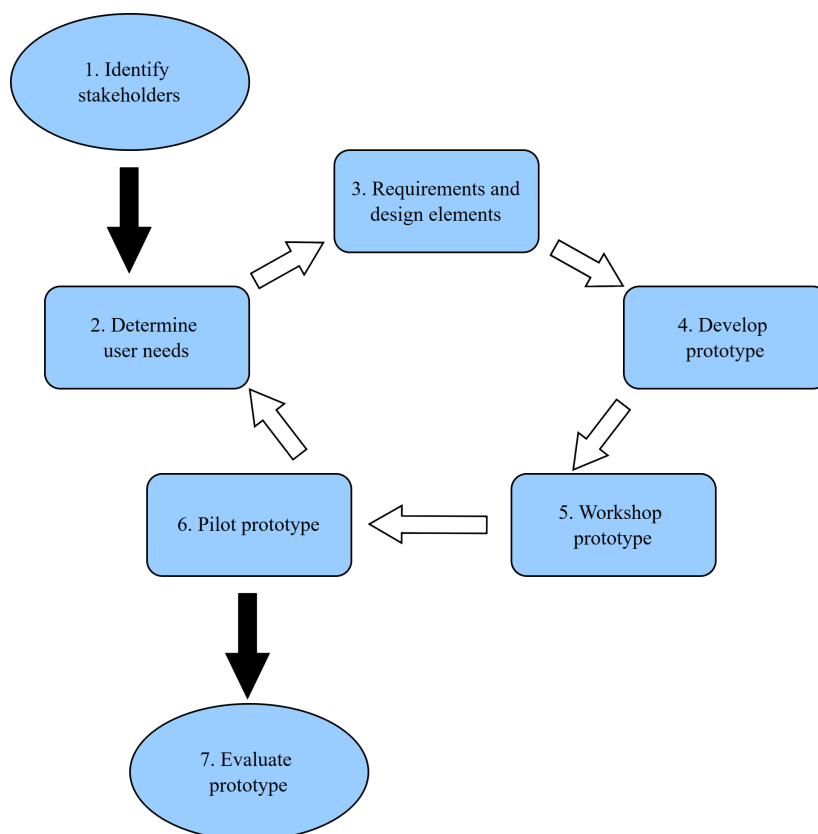 1. Identify
stakeholders
2. Determine
user needs
3. Requirements and
design elements
4. Develop
prototype
5. Workshop
prototype
6. Pilot prototype
7. Evaluate
prototype